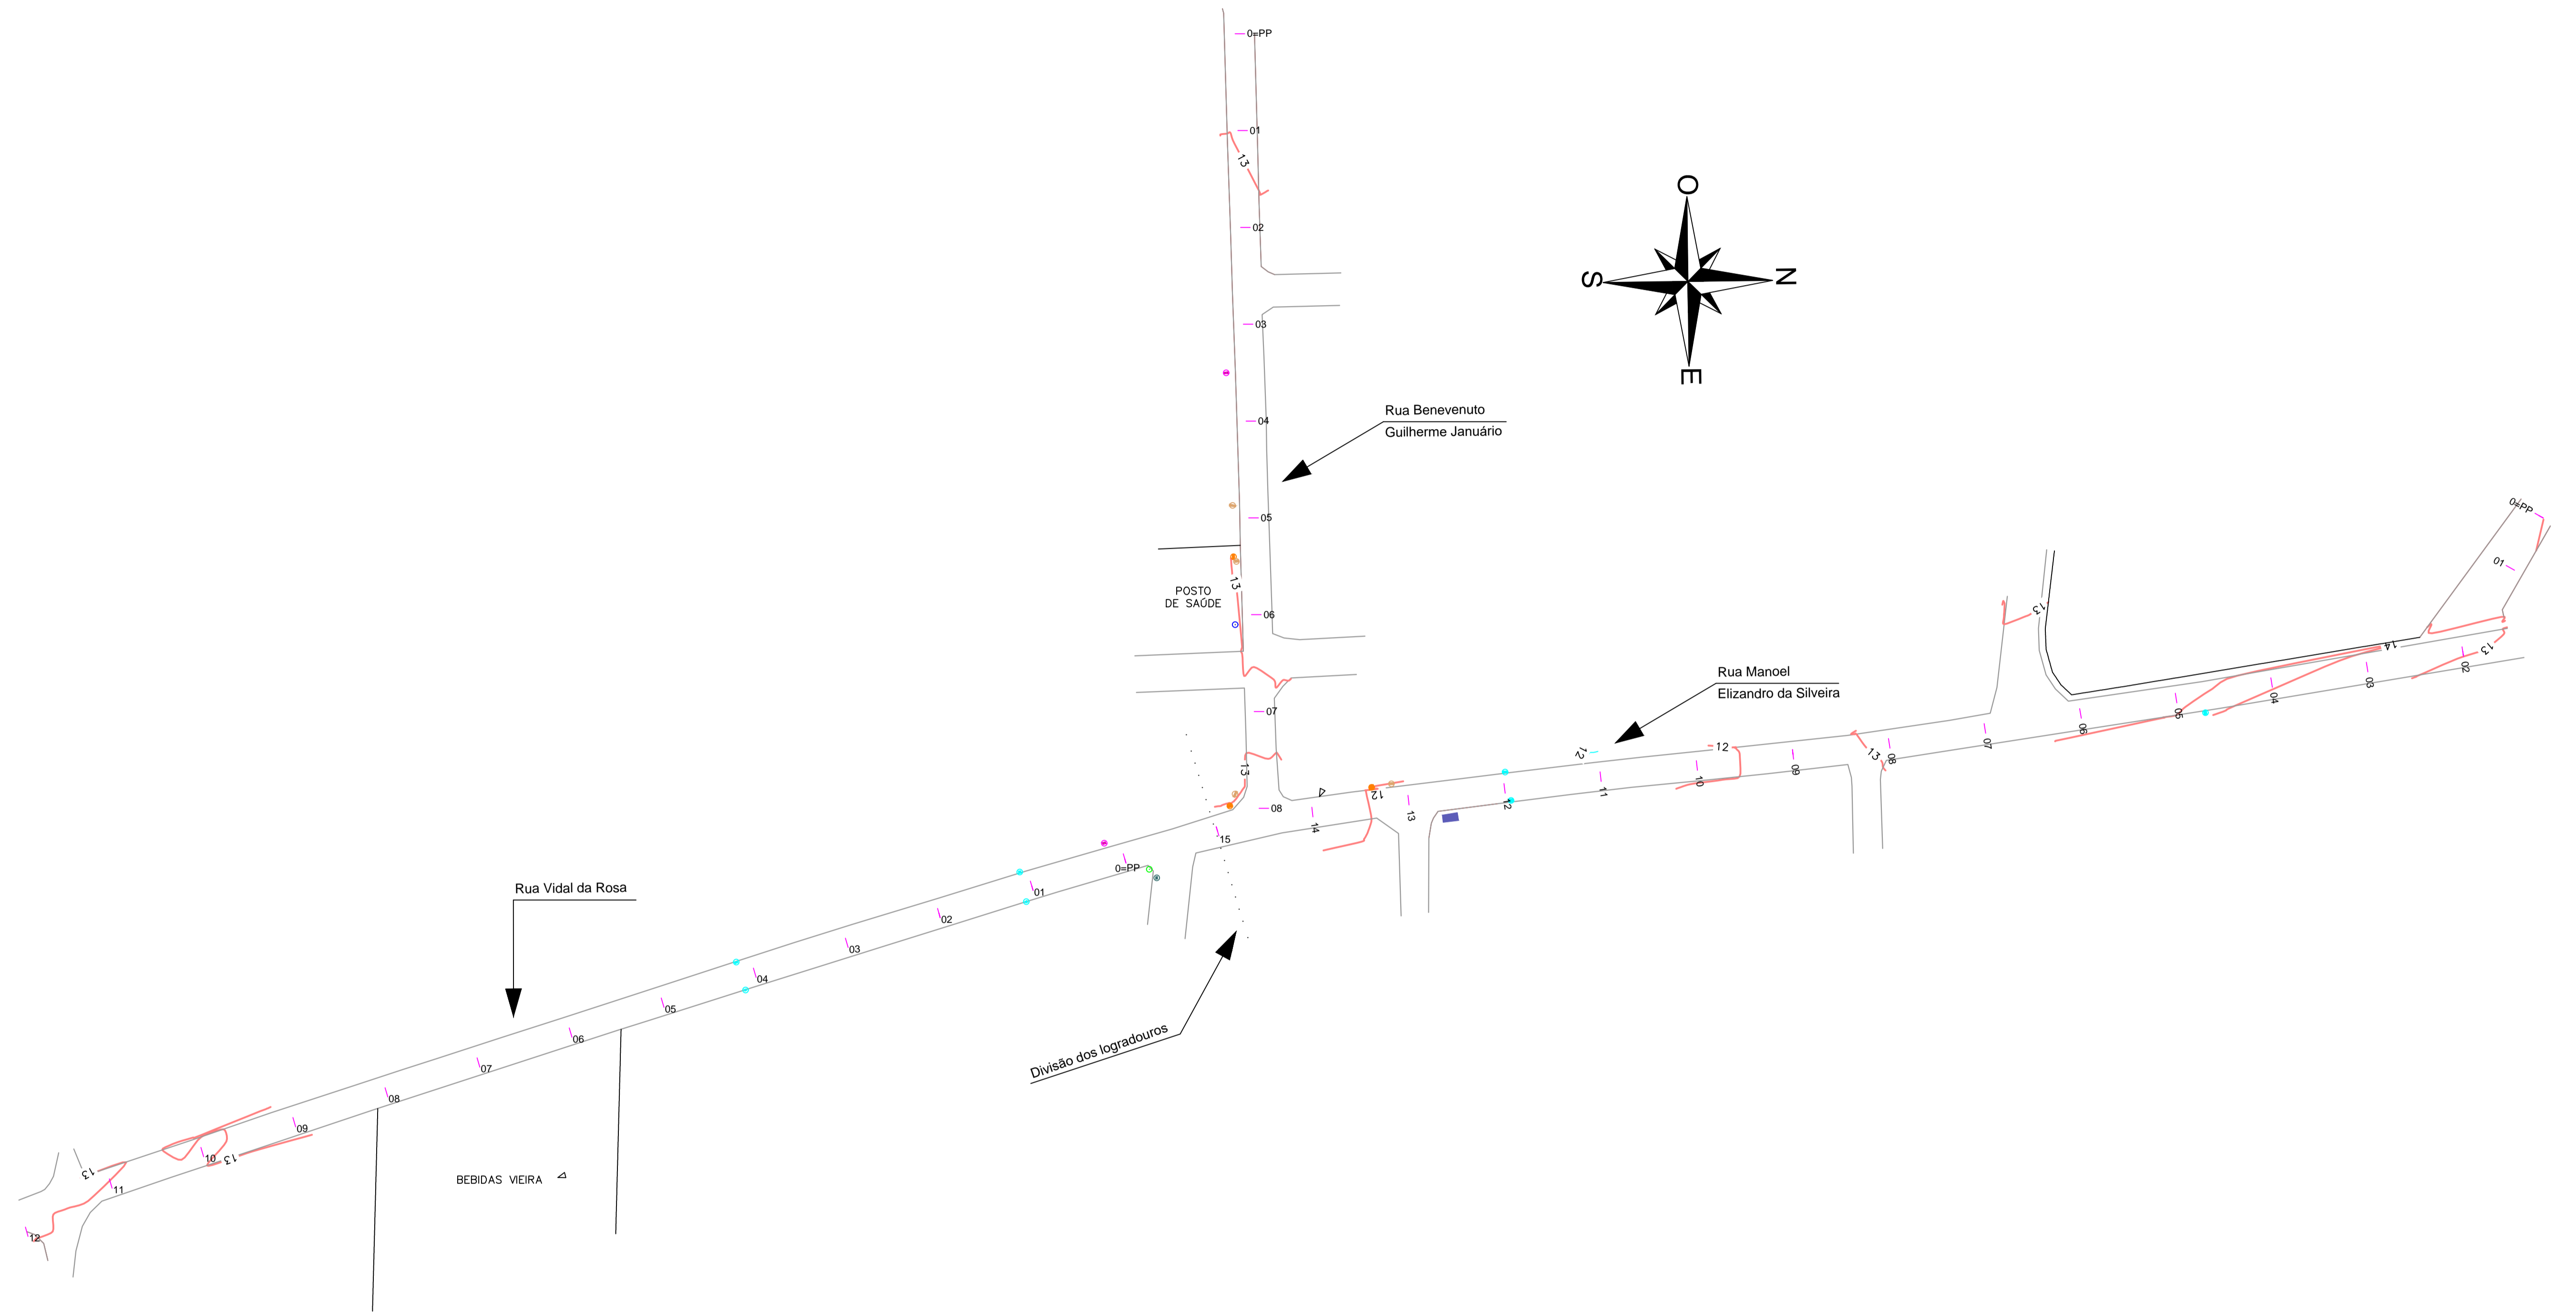 0=PP
01
13
02
03
04
05
13
06
07
13
08
POSTO
DE SAÚDE
Rua Benevenuto
Guilherme Januário
O
N
S
E
Rua Manoel
Elizandro da Silveira
0=PP
01
02
13
14
03
04
05
06
13
07
08
13
09
10
12
11
12
12
13
12
14
15
0=PP
01
02
03
04
05
06
07
08
09
10
13
11
13
12
Rua Vidal da Rosa
Divisão dos logradouros
BEBIDAS VIEIRA